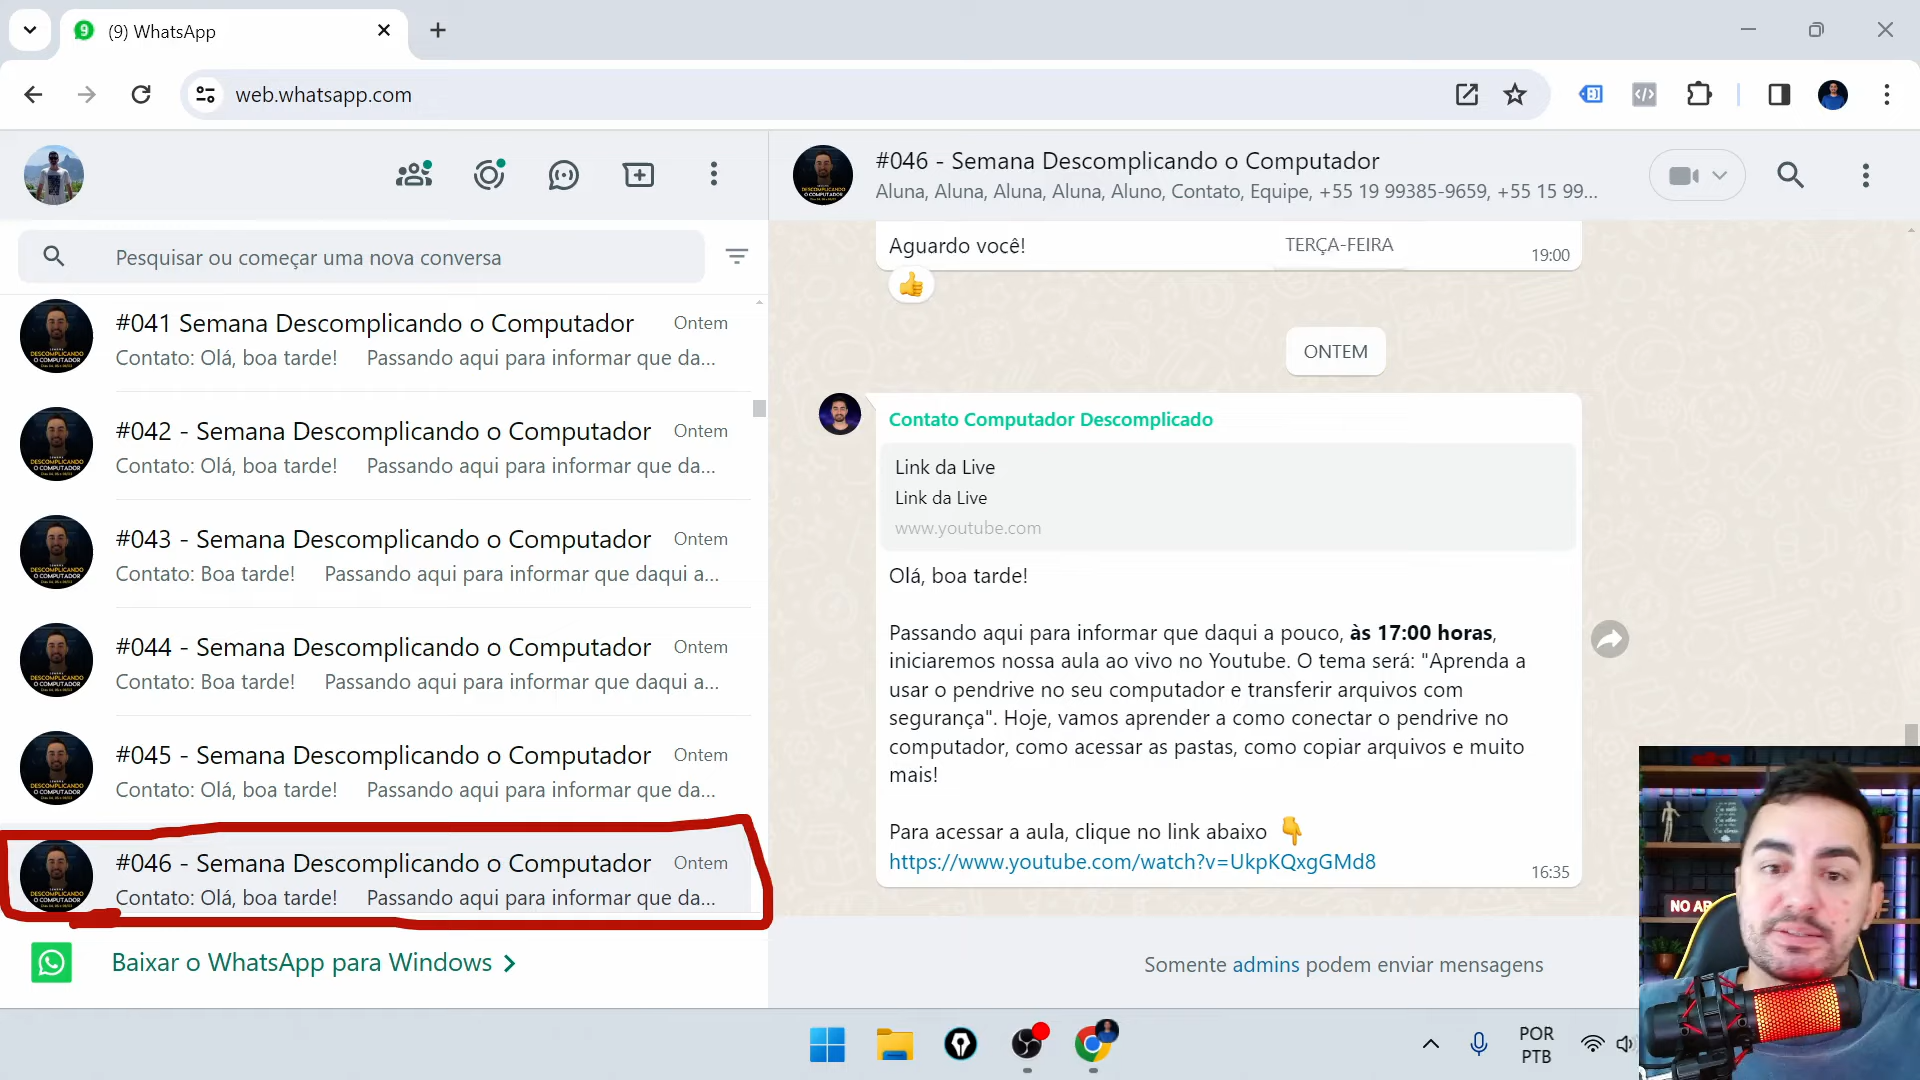 9
(9) WhatsApp
web.whatsapp.com
#046 - Semana Descomplicando o Computador
Aluna, Aluna, Aluna, Aluna, Aluno, Contato, Equipe, +55 19 99385-9659, +55 15 99...
Pesquisar ou começar uma nova conversa
#041 Semana Descomplicando o Computador Ontem
Contato: Olá, boa tarde! Passando aqui para informar que da...
#042 - Semana Descomplicando o Computador Ontem
Contato: Olá, boa tarde! Passando aqui para informar que da...
#043 - Semana Descomplicando o Computador Ontem
Contato: Boa tarde! Passando aqui para informar que daqui a...
#044 - Semana Descomplicando o Computador Ontem
Contato: Boa tarde! Passando aqui para informar que daqui a...
#045 - Semana Descomplicando o Computador Ontem
Contato: Olá, boa tarde! Passando aqui para informar que da...
#046 - Semana Descomplicando o Computador Ontem
Contato: Olá, boa tarde! Passando aqui para informar que da...
Baixar o WhatsApp para Windows
Aguardo você!
TERÇA-FEIRA
19:00
ONTEM
Contato Computador Descomplicado
Link da Live
Link da Live
www.youtube.com
Olá, boa tarde!
Passando aqui para informar que daqui a pouco, às 17:00 horas,
iniciaremos nossa aula ao vivo no Youtube. O tema será: "Aprenda a
usar o pendrive no seu computador e transferir arquivos com
segurança". Hoje, vamos aprender a como conectar o pendrive no
computador, como acessar as pastas, como copiar arquivos e muito
mais!
Para acessar a aula, clique no link abaixo 👇
https://www.youtube.com/watch?v=UkpKQxgGMd8
16:35
Somente admins podem enviar mensagens
NO AR
POR
PTB